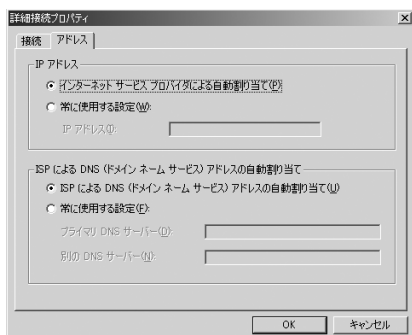 詳細接続プロパティ
接続 アドレス
IP アドレス
インターネット サービス プロバイダによる自動割り当て(P)
常に使用する設定(W):
IP アドレス(I):
ISP による DNS (ドメイン ネーム サービス) アドレスの自動割り当て
ISP による DNS (ドメイン ネーム サービス) アドレスの自動割り当て(U)
常に使用する設定(F):
プライマリ DNS サーバー(D):
別の DNS サーバー(N):
OK キャンセル